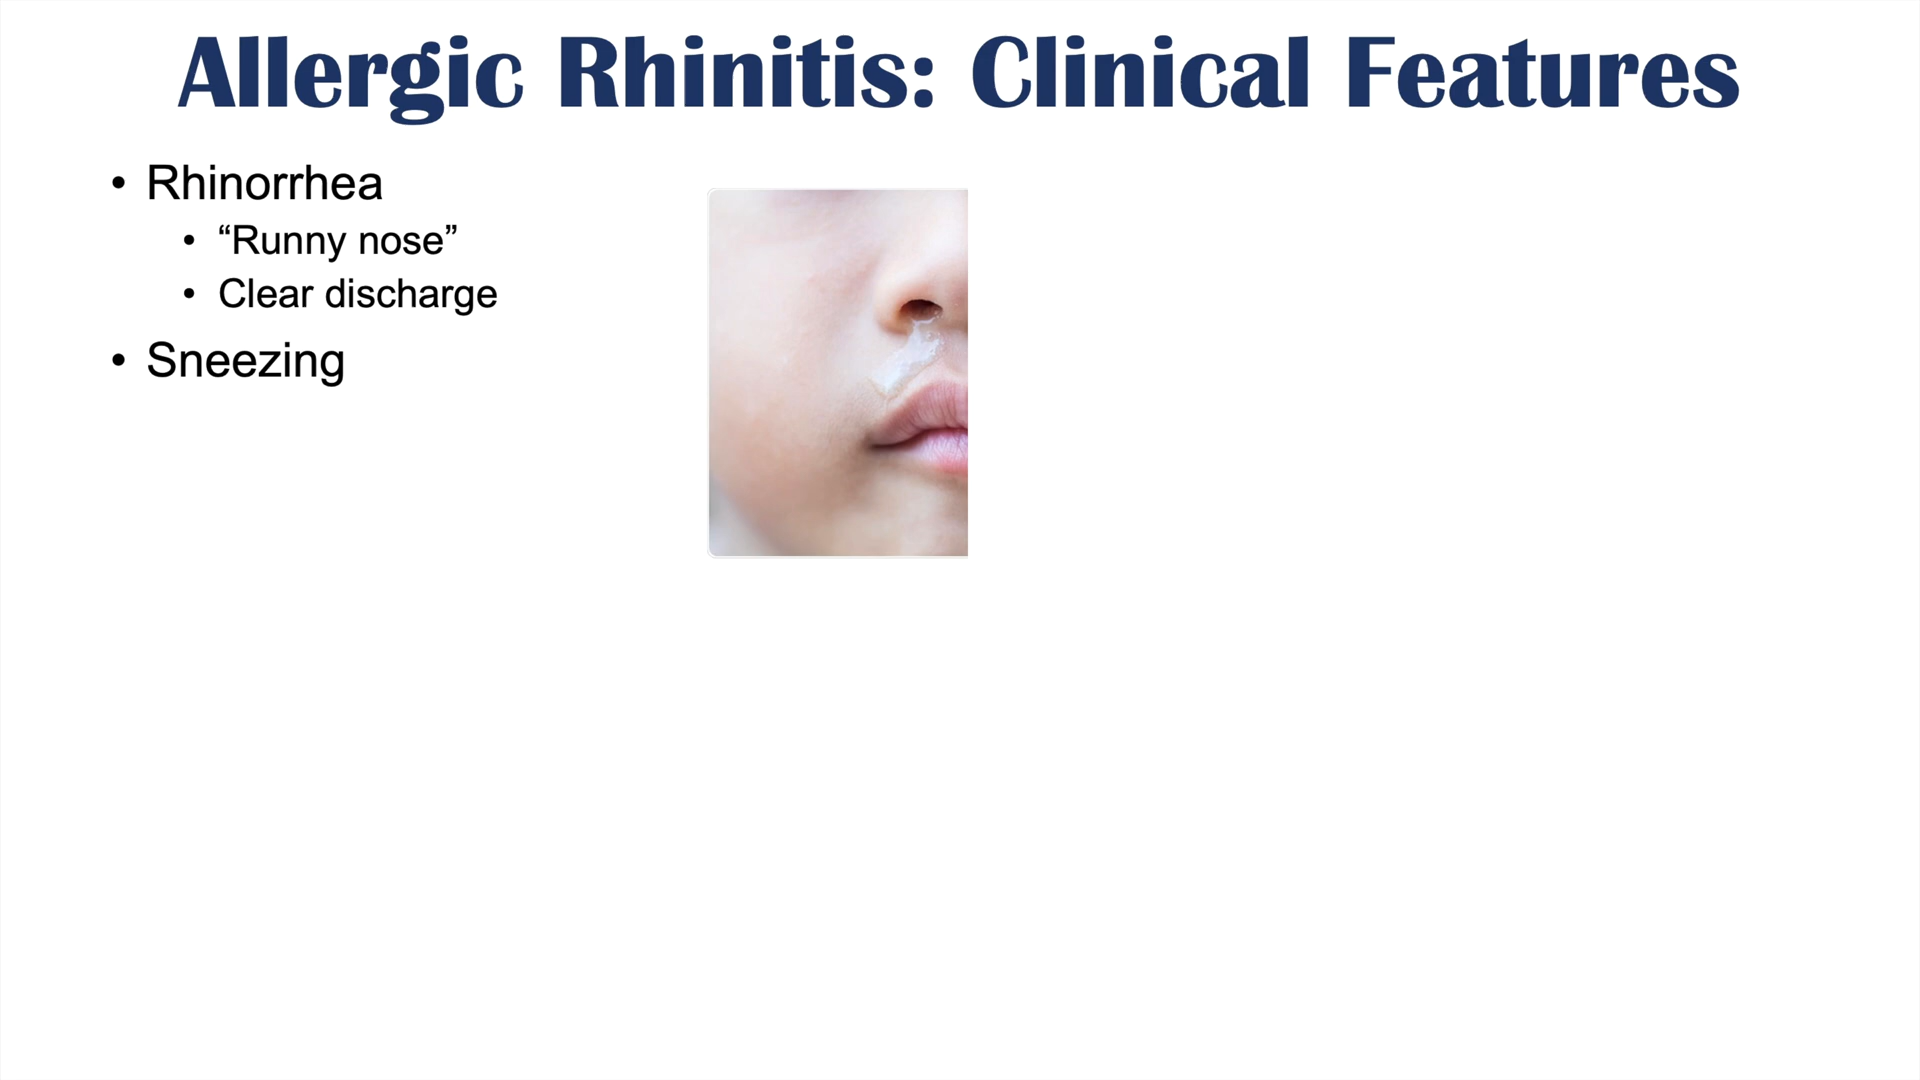 Allergic Rhinitis: Clinical Features
• Rhinorrhea
• “Runny nose”
• Clear discharge
• Sneezing